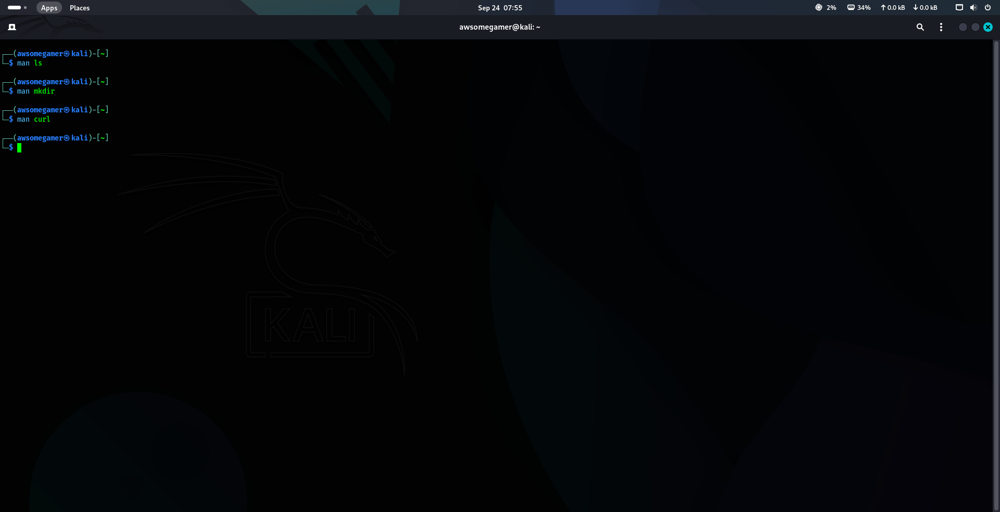 Apps Places Sep 24 07:55 2% 34% ↑0.0 kB ↓0.0 kB
awsomegamer@kali: ~
┌──(awsomegamer㉿kali)-[~]
└─$ man ls
┌──(awsomegamer㉿kali)-[~]
└─$ man mkdir
┌──(awsomegamer㉿kali)-[~]
└─$ man curl
┌──(awsomegamer㉿kali)-[~]
└─$
KALI